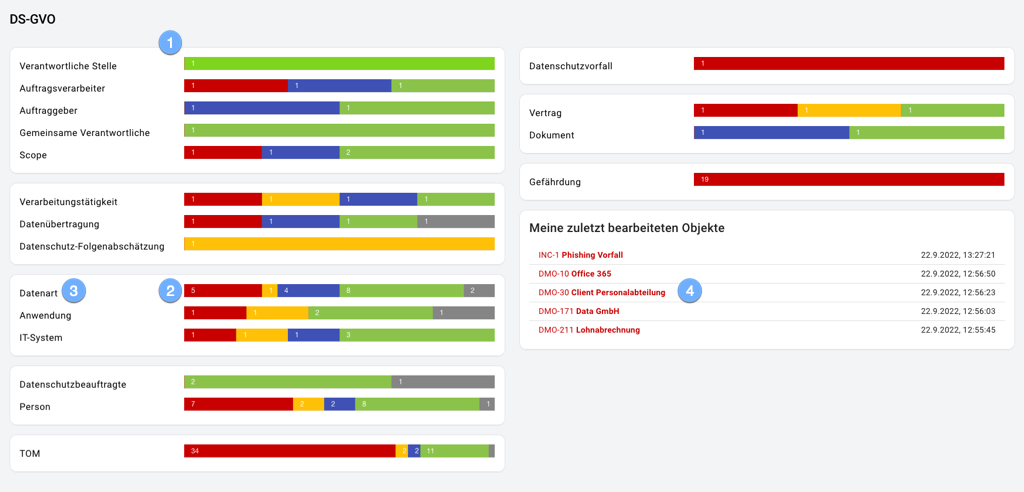 DS-GVO
1
Verantwortliche Stelle 1
Auftragsverarbeiter 1 1 1
Auftraggeber 1 1
Gemeinsame Verantwortliche 1
Scope 1 1 2
Verarbeitungstätigkeit 1 1 1 1
Datenübertragung 1 1 1 1
Datenschutz-Folgenabschätzung 1
Datenart 3 2 5 1 4 8 2
Anwendung 1 1 2 1
IT-System 1 1 1 3
Datenschutzbeauftragte 2 1
Person 7 2 2 8 1
TOM 34 2 2 11
Datenschutzvorfall 1
Vertrag 1 1 1
Dokument 1 1
Gefährdung 19
Meine zuletzt bearbeiteten Objekte
INC-1 Phishing Vorfall 22.9.2022, 13:27:21
DMO-10 Office 365 22.9.2022, 12:56:50
DMO-30 Client Personalabteilung 4 22.9.2022, 12:56:23
DMO-171 Data GmbH 22.9.2022, 12:56:03
DMO-211 Lohnabrechnung 22.9.2022, 12:55:45